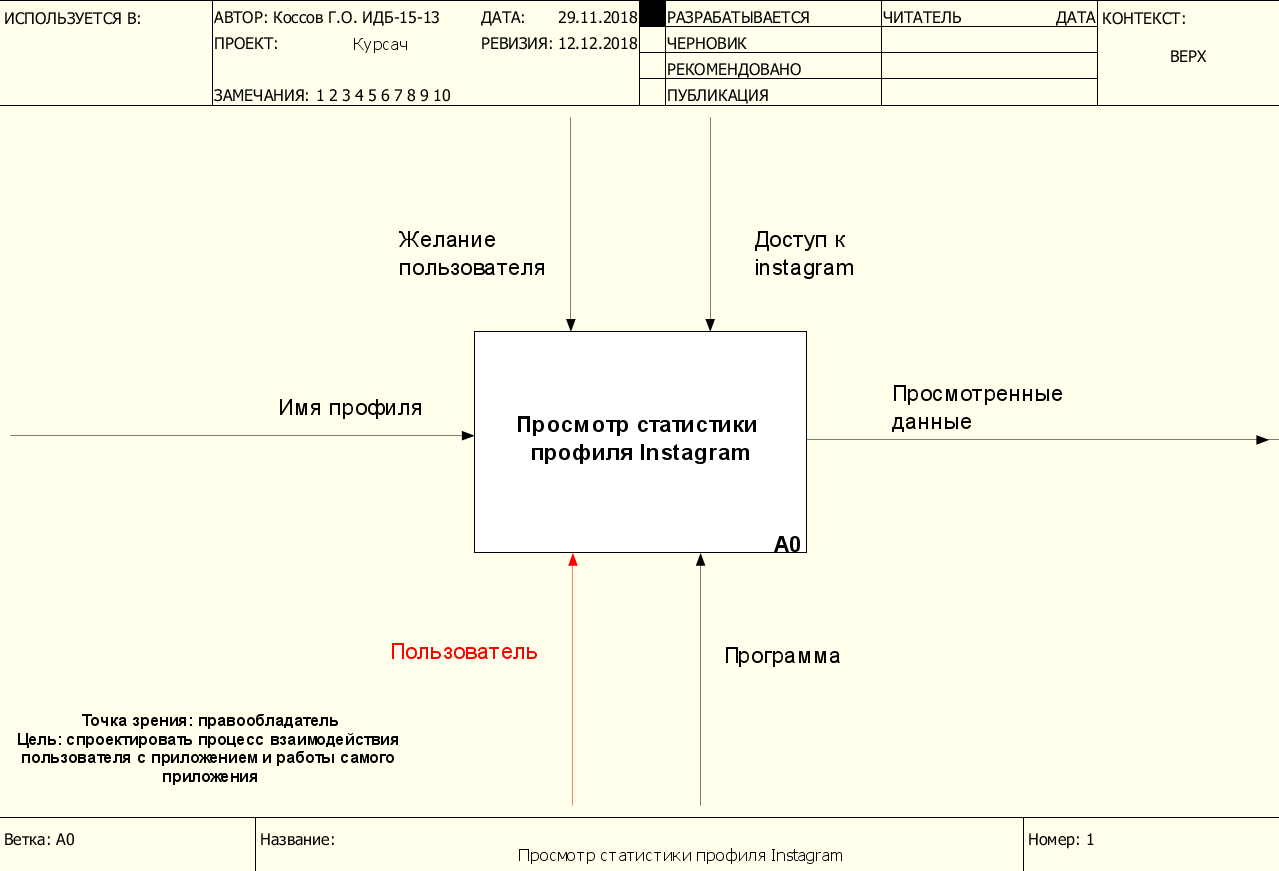 ИСПОЛЬЗУЕТСЯ В:
АВТОР: Коссов Г.О. ИДБ-15-13
ДАТА: 29.11.2018
ПРОЕКТ: Курсач
РЕВИЗИЯ: 12.12.2018
ЗАМЕЧАНИЯ: 1 2 3 4 5 6 7 8 9 10
РАЗРАБАТЫВАЕТСЯ
ЧЕРНОВИК
РЕКОМЕНДОВАНО
ПУБЛИКАЦИЯ
ЧИТАТЕЛЬ ДАТА
КОНТЕКСТ:
ВЕРХ
Желание
пользователя
Доступ к
instagram
Имя профиля
Просмотр статистики
профиля Instagram
A0
Просмотренные
данные
Пользователь
Программа
Точка зрения: правообладатель
Цель: спроектировать процесс взаимодействия
пользователя с приложением и работы самого
приложения
Ветка: A0
Название:
Просмотр статистики профиля Instagram
Номер: 1